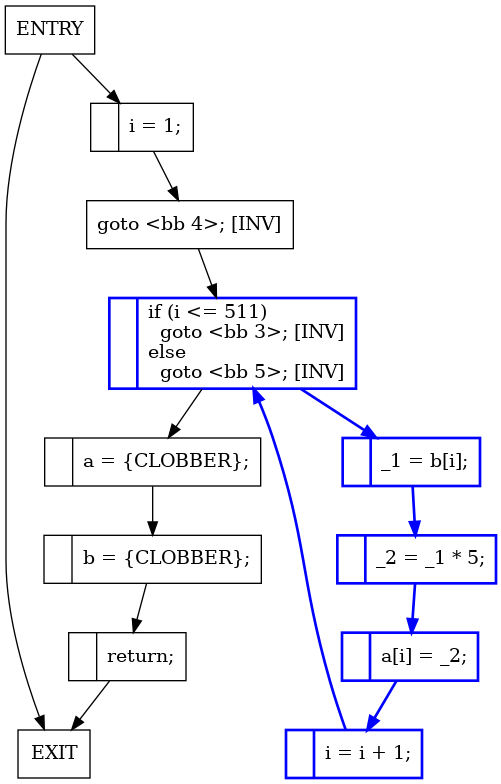 ENTRY
i = 1;
goto <bb 4>; [INV]
if (i <= 511)
goto <bb 3>; [INV]
else
goto <bb 5>; [INV]
a = {CLOBBER};
_1 = b[i];
b = {CLOBBER};
_2 = _1 * 5;
return;
a[i] = _2;
EXIT
i = i + 1;